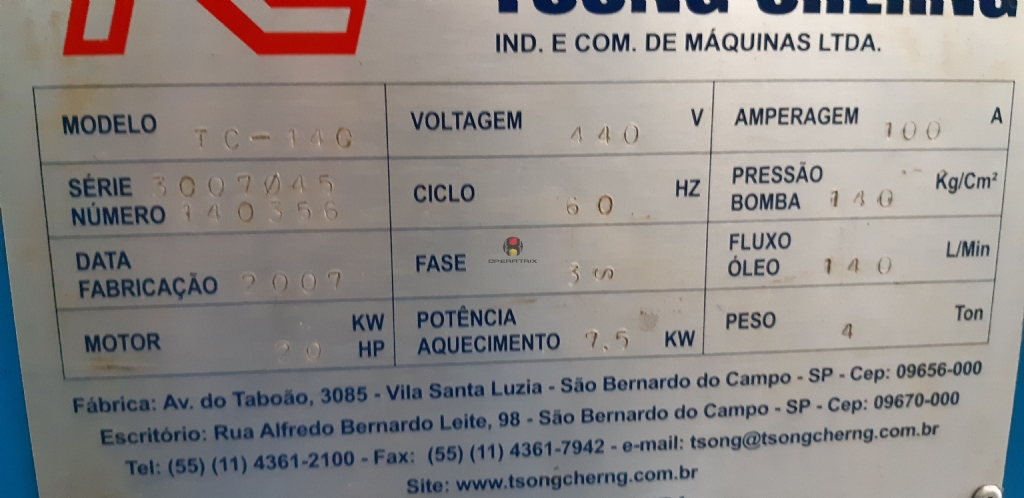 TSONG CHERNG
IND. E COM. DE MÁQUINAS LTDA.
MODELO TC-140
VOLTAGEM 440 V
AMPERAGEM 100 A
SÉRIE 3007045
NÚMERO 140356
CICLO 60 HZ
PRESSÃO BOMBA 140 Kg/Cm²
DATA FABRICAÇÃO 2007
FASE 3S
FLUXO ÓLEO 140 L/Min
MOTOR 20 KW HP
POTÊNCIA AQUECIMENTO 7.5 KW
PESO 4 Ton
OPERATRIX
Fábrica: Av. do Taboão, 3085 - Vila Santa Luzia - São Bernardo do Campo - SP - Cep: 09656-000
Escritório: Rua Alfredo Bernardo Leite, 98 - São Bernardo do Campo - SP - Cep: 09670-000
Tel: (55) (11) 4361-2100 - Fax: (55) (11) 4361-7942 - e-mail: tsong@tsongcherng.com.br
Site: www.tsongcherng.com.br